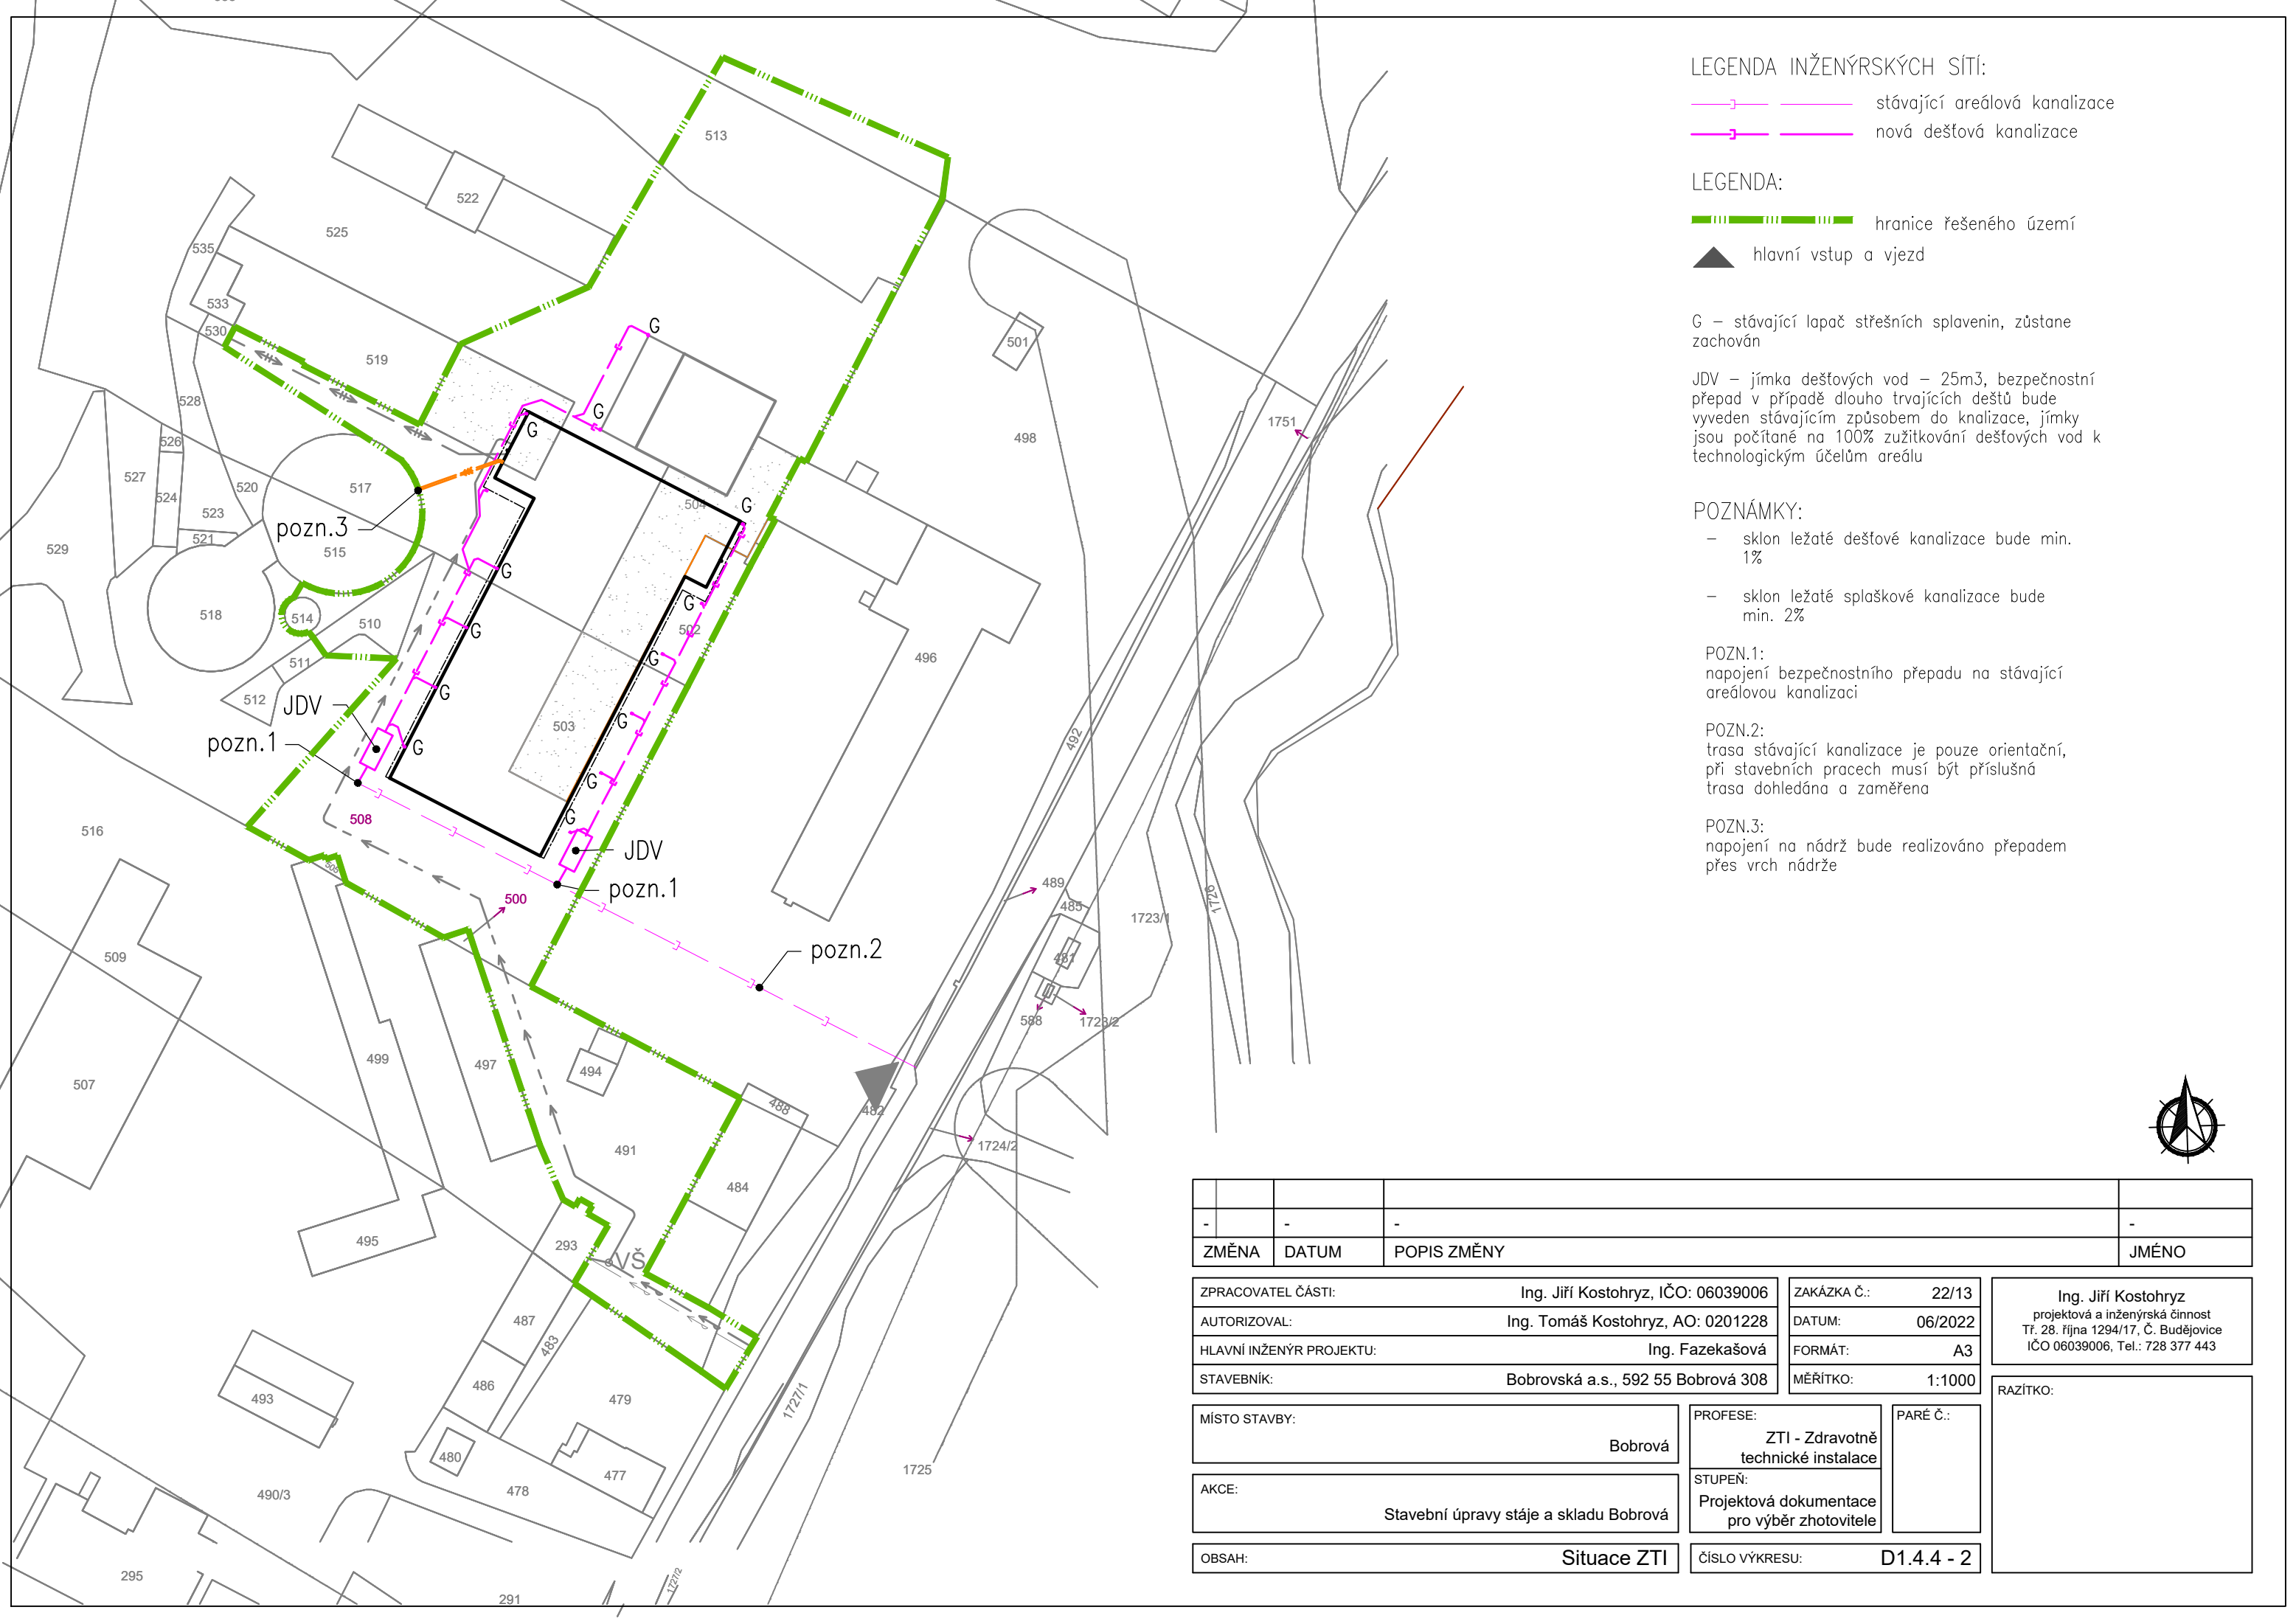 LEGENDA INŽENÝRSKÝCH SÍTÍ:
stávající areálová kanalizace
nová dešťová kanalizace
LEGENDA:
hranice řešeného území
hlavní vstup a vjezd
G – stávající lapač střešních splavenin, zůstane
zachován
JDV – jímka dešťových vod – 25m3, bezpečnostní
přepad v případě dlouho trvajících deštů bude
vyveden stávajícím způsobem do knalizace, jímky
jsou počítané na 100% zužitkování dešťových vod k
technologickým účelům areálu
POZNÁMKY:
– sklon ležaté dešťové kanalizace bude min.
1%
– sklon ležaté splaškové kanalizace bude
min. 2%
POZN.1:
napojení bezpečnostního přepadu na stávající
areálovou kanalizaci
POZN.2:
trasa stávající kanalizace je pouze orientační,
při stavebních pracech musí být příslušná
trasa dohledána a zaměřena
POZN.3:
napojení na nádrž bude realizováno přepadem
přes vrch nádrže
513
522
525
535
533
530
519
528
526
527
524
520
523
521
529
517
515
518
514
510
511
512
516
508
500
509
507
499
497
495
494
491
488
484
482
293
487
483
486
493
480
479
477
478
490/3
295
291
501
498
1751
504
502
503
496
492
489
485
481
588
1723/1
1723/2
1726
1724/2
1725
1727/1
1727/2
G
G
G
G
G
G
G
G
G
G
G
G
G
G
pozn.3
JDV
pozn.1
JDV
pozn.1
pozn.2
VŠ
- - - -
ZMĚNA DATUM POPIS ZMĚNY JMÉNO
ZPRACOVATEL ČÁSTI: Ing. Jiří Kostohryz, IČO: 06039006
AUTORIZOVAL: Ing. Tomáš Kostohryz, AO: 0201228
HLAVNÍ INŽENÝR PROJEKTU: Ing. Fazekašová
STAVEBNÍK: Bobrovská a.s., 592 55 Bobrová 308
ZAKÁZKA Č.: 22/13
DATUM: 06/2022
FORMÁT: A3
MĚŘÍTKO: 1:1000
Ing. Jiří Kostohryz
projektová a inženýrská činnost
Tř. 28. října 1294/17, Č. Budějovice
IČO 06039006, Tel.: 728 377 443
RAZÍTKO:
MÍSTO STAVBY:
Bobrová
PROFESE:
ZTI - Zdravotně
technické instalace
PARÉ Č.:
AKCE:
Stavební úpravy stáje a skladu Bobrová
STUPEŇ:
Projektová dokumentace
pro výběr zhotovitele
OBSAH: Situace ZTI
ČÍSLO VÝKRESU: D1.4.4 - 2